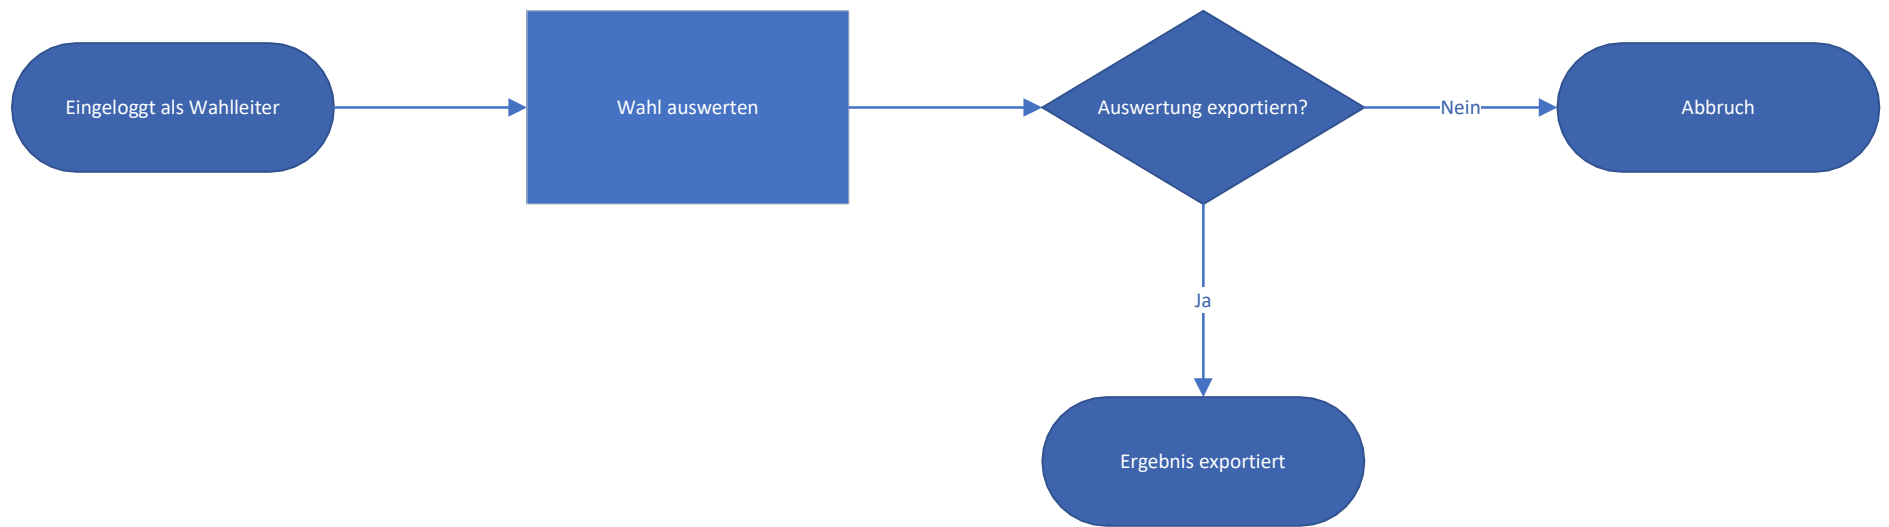 Eingeloggt als Wahlleiter
Wahl auswerten
Auswertung exportiern?
Nein
Abbruch
Ja
Ergebnis exportiert